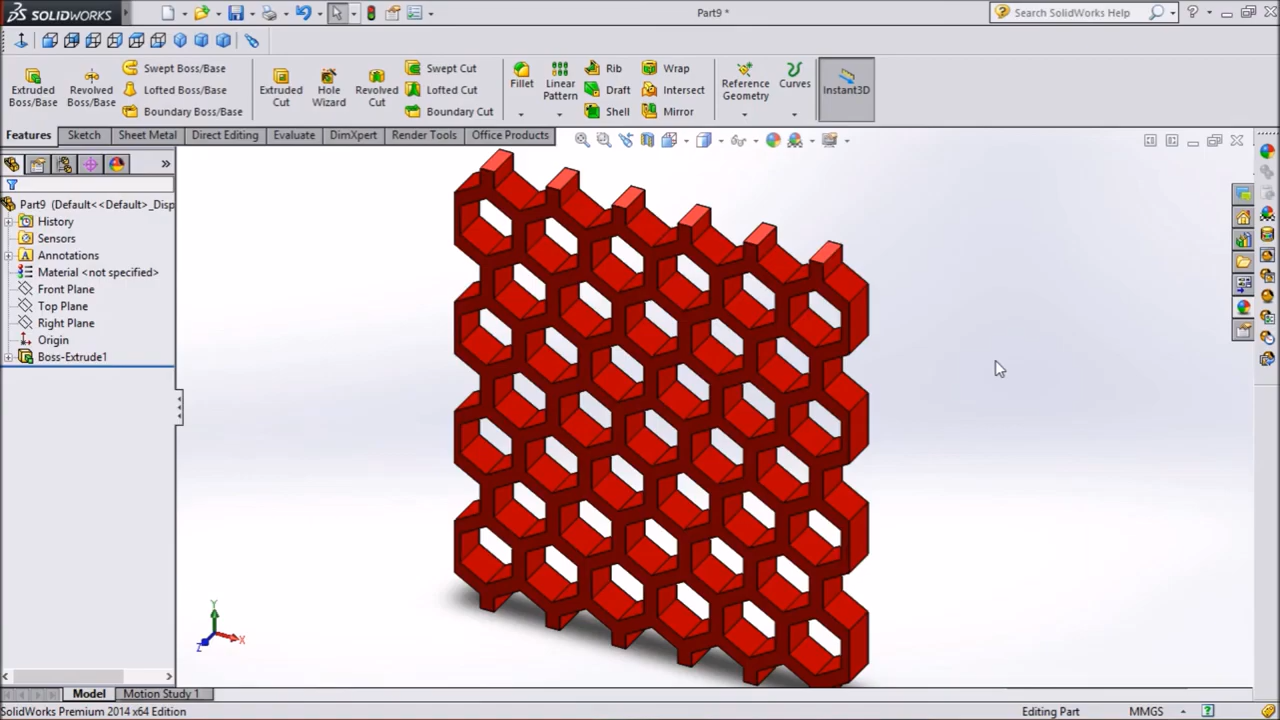 SOLIDWORKS
Part9 *
Search SolidWorks Help
Extruded Boss/Base
Revolved Boss/Base
Swept Boss/Base
Lofted Boss/Base
Boundary Boss/Base
Extruded Cut
Hole Wizard
Revolved Cut
Swept Cut
Lofted Cut
Boundary Cut
Fillet
Linear Pattern
Rib
Draft
Shell
Wrap
Intersect
Mirror
Reference Geometry
Curves
Instant3D
Features
Sketch
Sheet Metal
Direct Editing
Evaluate
DimXpert
Render Tools
Office Products
Part9 (Default<<Default>_Disp
History
Sensors
Annotations
Material <not specified>
Front Plane
Top Plane
Right Plane
Origin
Boss-Extrude1
Y
X
Z
Model
Motion Study 1
SolidWorks Premium 2014 x64 Edition
Editing Part
MMGS